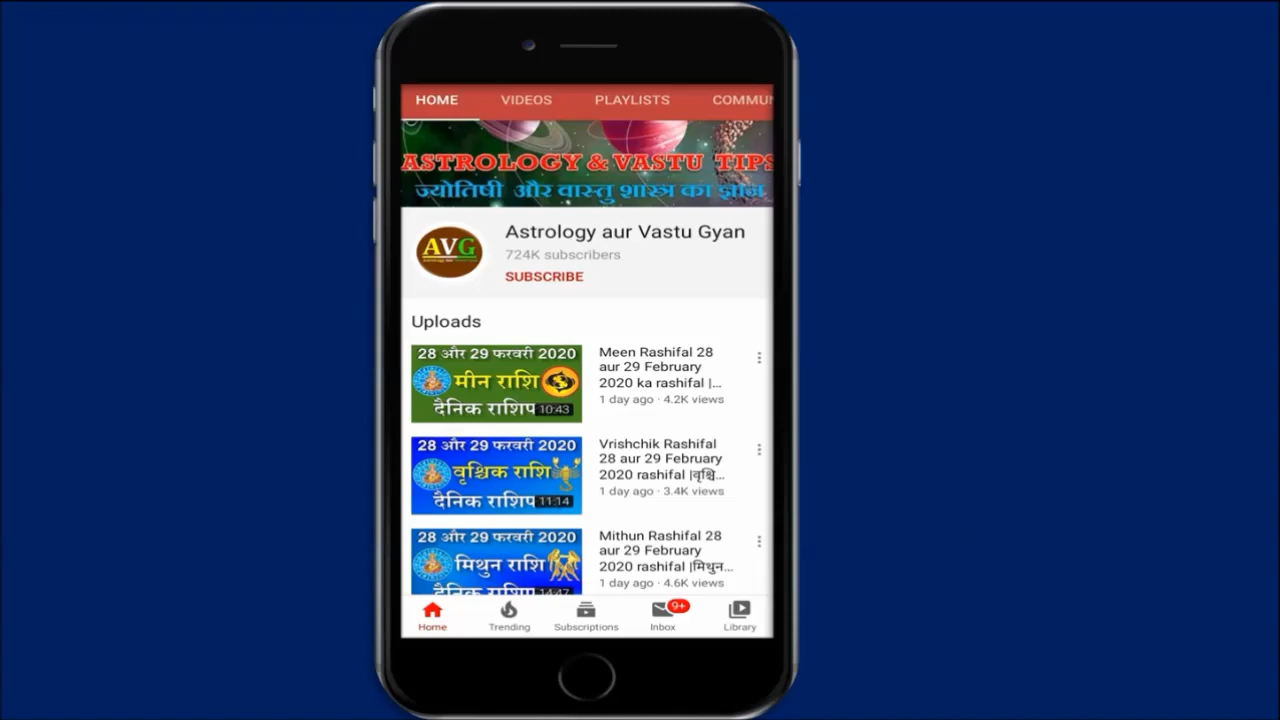 HOME VIDEOS PLAYLISTS COMMUN
ASTROLOGY & VASTU TIPS
ज्योतिषी और वास्तु शास्त्र का ज्ञान
AVG
Astrology aur Vastu Gyan
724K subscribers
SUBSCRIBE
Uploads
28 और 29 फरवरी 2020
मीन राशि
दैनिक राशिप
10:43
Meen Rashifal 28
aur 29 February
2020 ka rashifal |...
1 day ago · 4.2K views
28 और 29 फरवरी 2020
वृश्चिक राशि
दैनिक राशिप
11:14
Vrishchik Rashifal
28 aur 29 February
2020 rashifal |वृश्चि...
1 day ago · 3.4K views
28 और 29 फरवरी 2020
मिथुन राशि
दैनिक राशिप
14:47
Mithun Rashifal 28
aur 29 February
2020 rashifal |मिथुन...
1 day ago · 4.6K views
9+
Home Trending Subscriptions Inbox Library